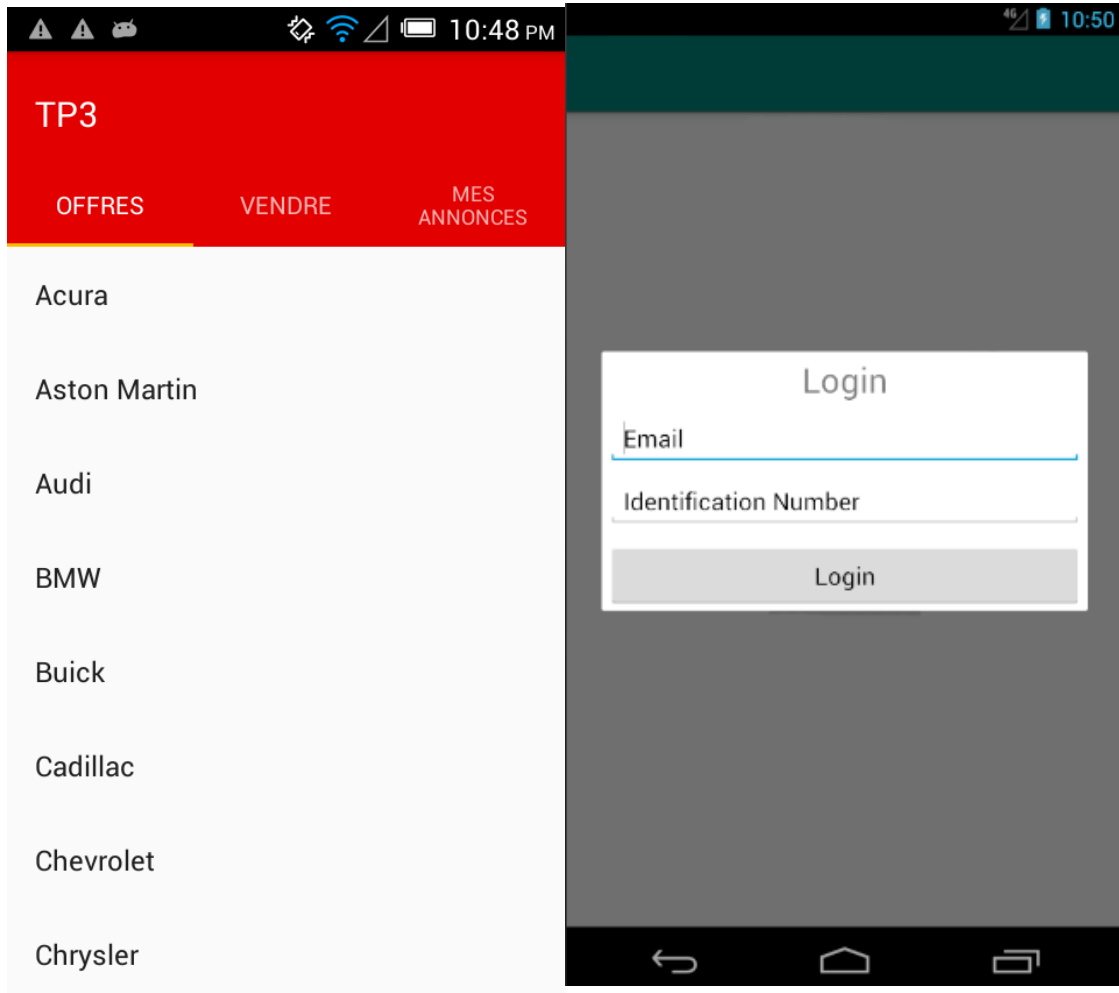 10:48 PM
TP3
OFFRES
VENDRE
MES
ANNONCES
Acura
Aston Martin
Audi
BMW
Buick
Cadillac
Chevrolet
Chrysler
4G
10:50
Login
Email
Identification Number
Login